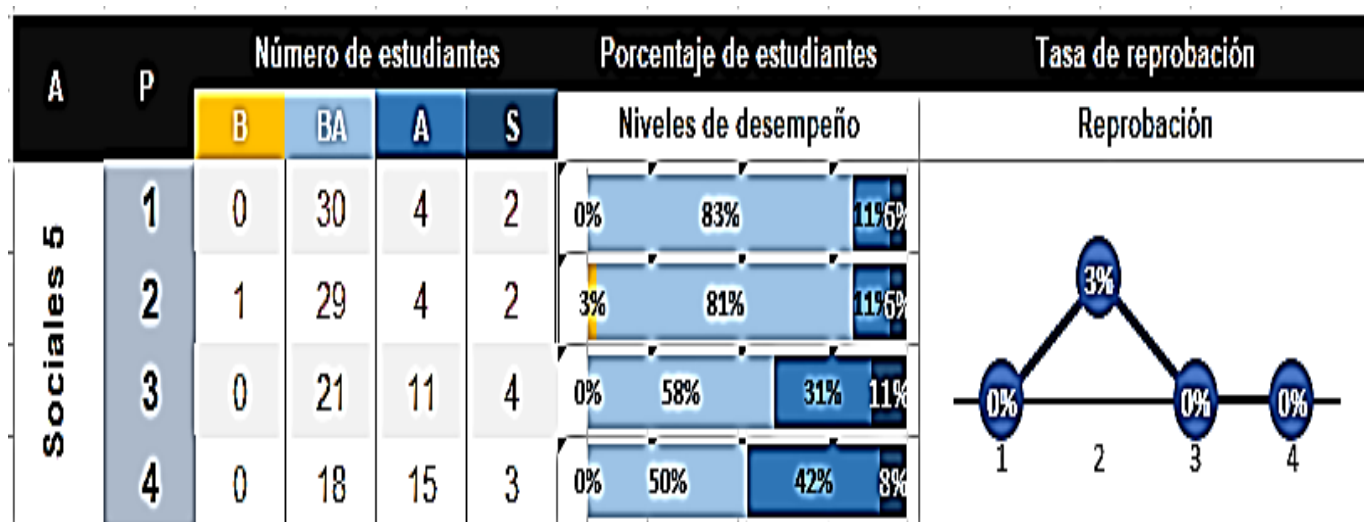 A P Número de estudiantes Porcentaje de estudiantes Tasa de reprobación
B BA A S Niveles de desempeño Reprobación
Sociales 5
1 0 30 4 2 0% 83% 11% 6%
2 1 29 4 2 3% 81% 11% 6%
3 0 21 11 4 0% 58% 31% 11%
4 0 18 15 3 0% 50% 42% 8%
3%
0% 0% 0%
1 2 3 4